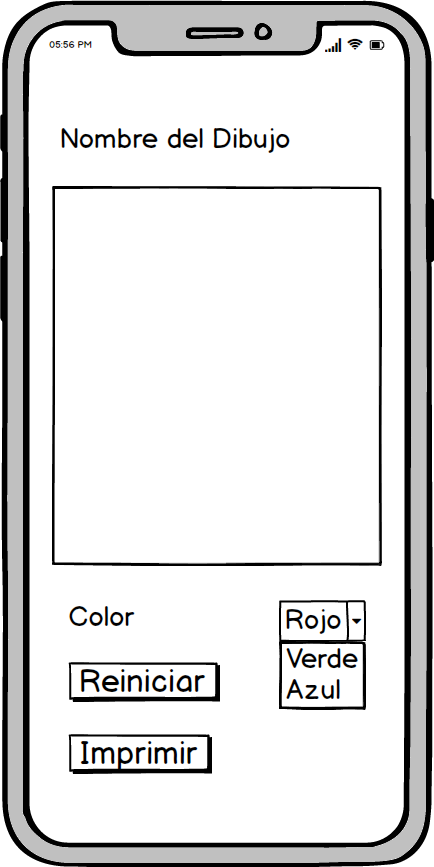 05:56 PM
Nombre del Dibujo
Color
Rojo
Verde
Azul
Reiniciar
Imprimir